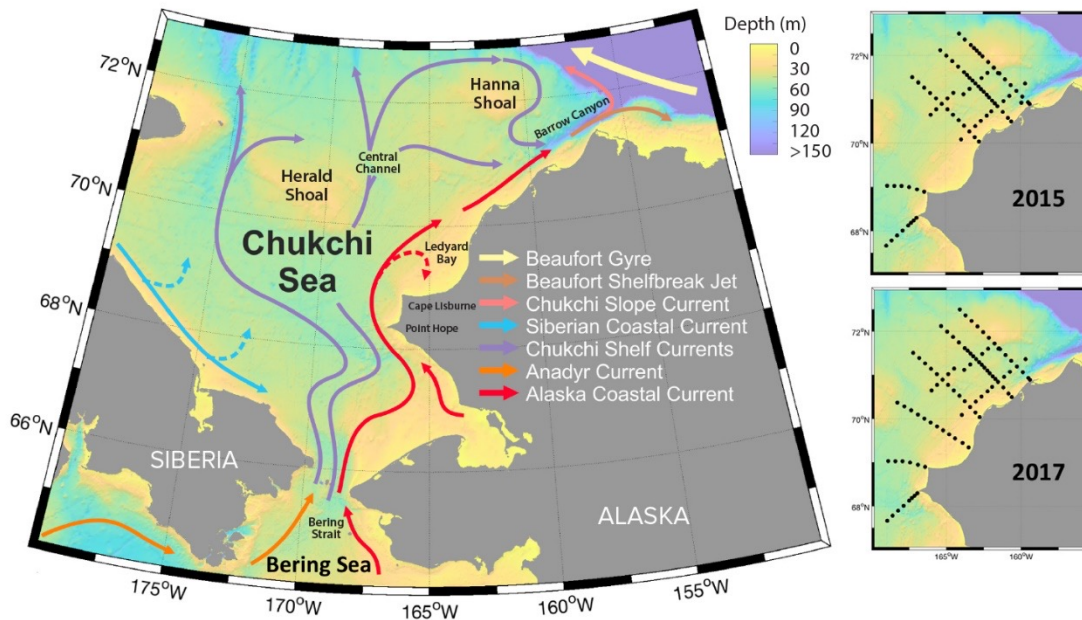 72°N
70°N
68°N
66°N
175°W
170°W
165°W
160°W
155°W
Hanna
Shoal
Barrow Canyon
Central
Channel
Herald
Shoal
Chukchi
Sea
Ledyard
Bay
Cape Lisburne
Point Hope
SIBERIA
ALASKA
Bering
Strait
Bering Sea
Beaufort Gyre
Beaufort Shelfbreak Jet
Chukchi Slope Current
Siberian Coastal Current
Chukchi Shelf Currents
Anadyr Current
Alaska Coastal Current
Depth (m)
0
30
60
90
120
>150
72°N
70°N
68°N
2015
72°N
70°N
68°N
165°W
160°W
2017